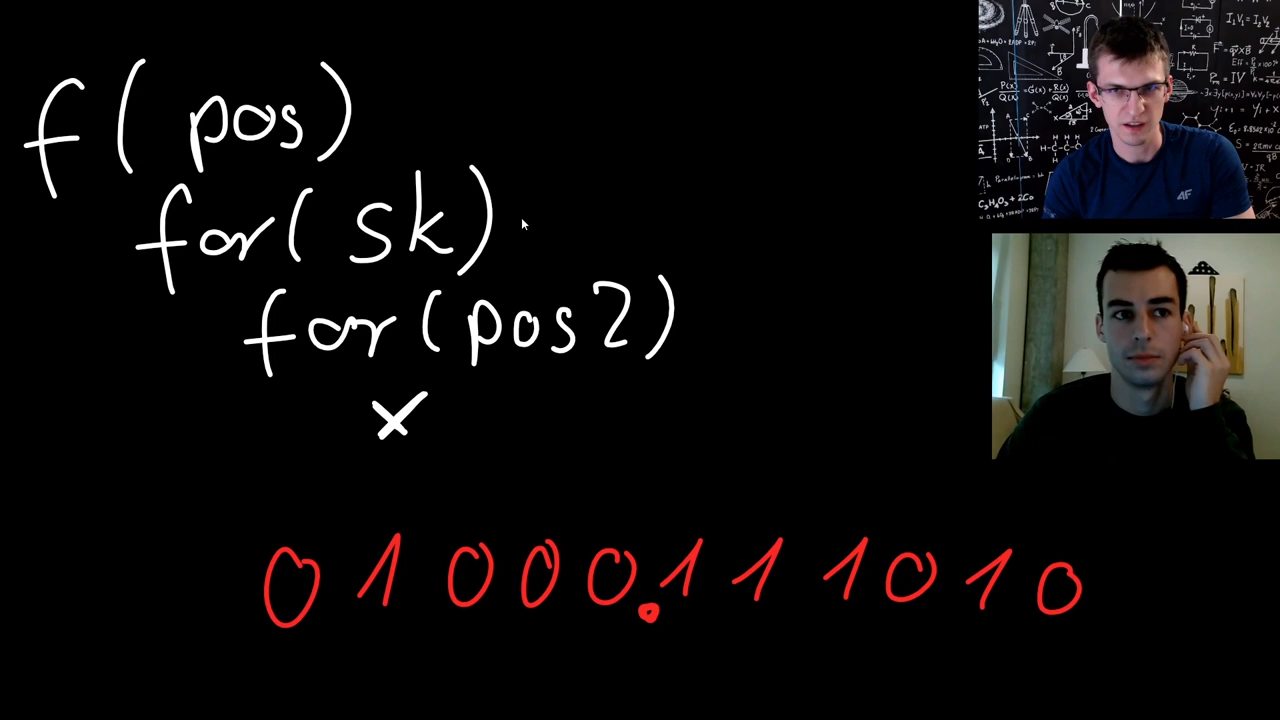 f( pos)
for( sk)
for( pos2)
x
0 1 0 0 0 . 1 1 1 0 1 0